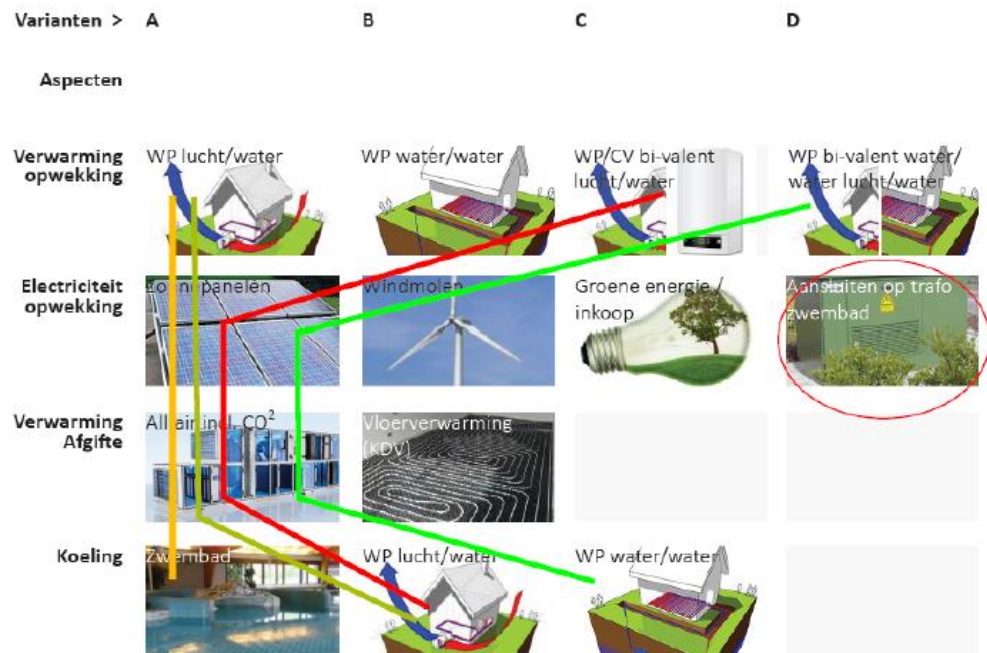 Varianten > A B C D
Aspecten
Verwarming opwekking
WP lucht/water
WP water/water
WP/CV bi-valent
lucht/water
WP bi-valent water/
water lucht/water
Electriciteit opwekking
Zonnepanelen
Windmolen
Groene energie /
inkoop
Aansluiten op trafo
zwembad
Verwarming Afgifte
All air incl. CO²
Vloerverwarming
(KDV)
Koeling
Zwembad
WP lucht/water
WP water/water